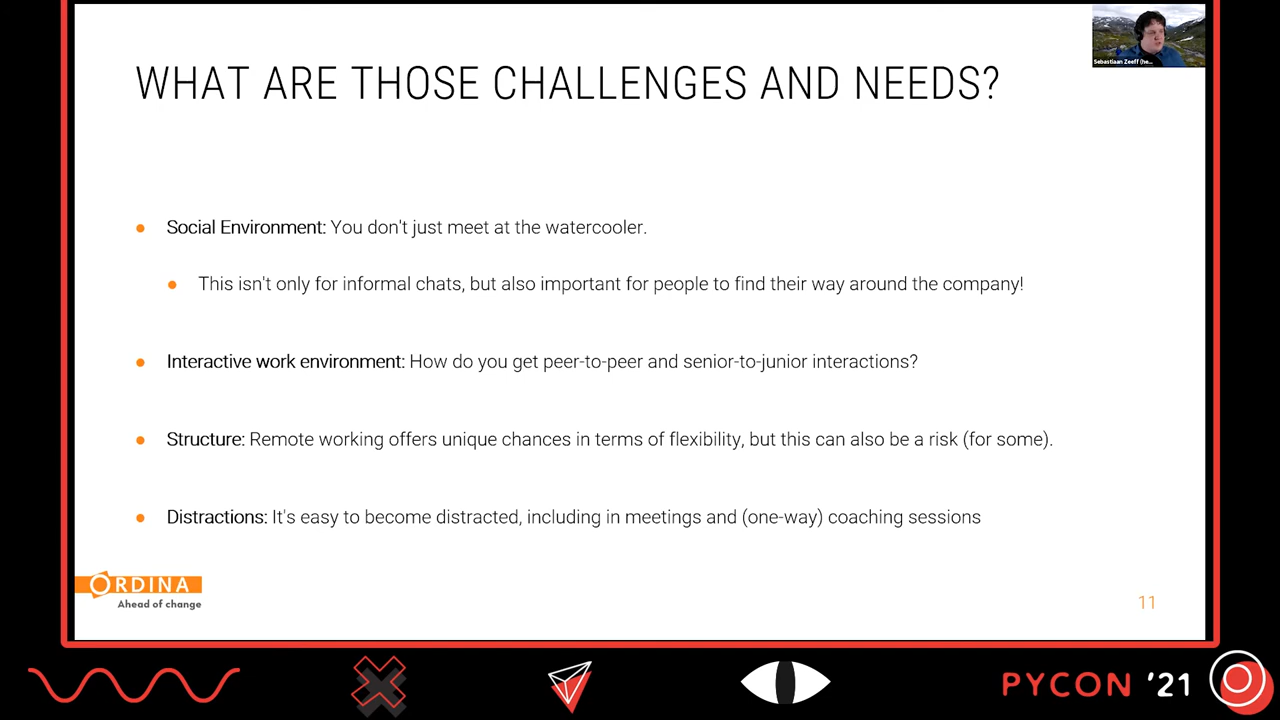 WHAT ARE THOSE CHALLENGES AND NEEDS?
Sebastiaan Zeeff (he...
Social Environment: You don't just meet at the watercooler.
This isn't only for informal chats, but also important for people to find their way around the company!
Interactive work environment: How do you get peer-to-peer and senior-to-junior interactions?
Structure: Remote working offers unique chances in terms of flexibility, but this can also be a risk (for some).
Distractions: It's easy to become distracted, including in meetings and (one-way) coaching sessions
ORDINA
Ahead of change
11
PYCON '21